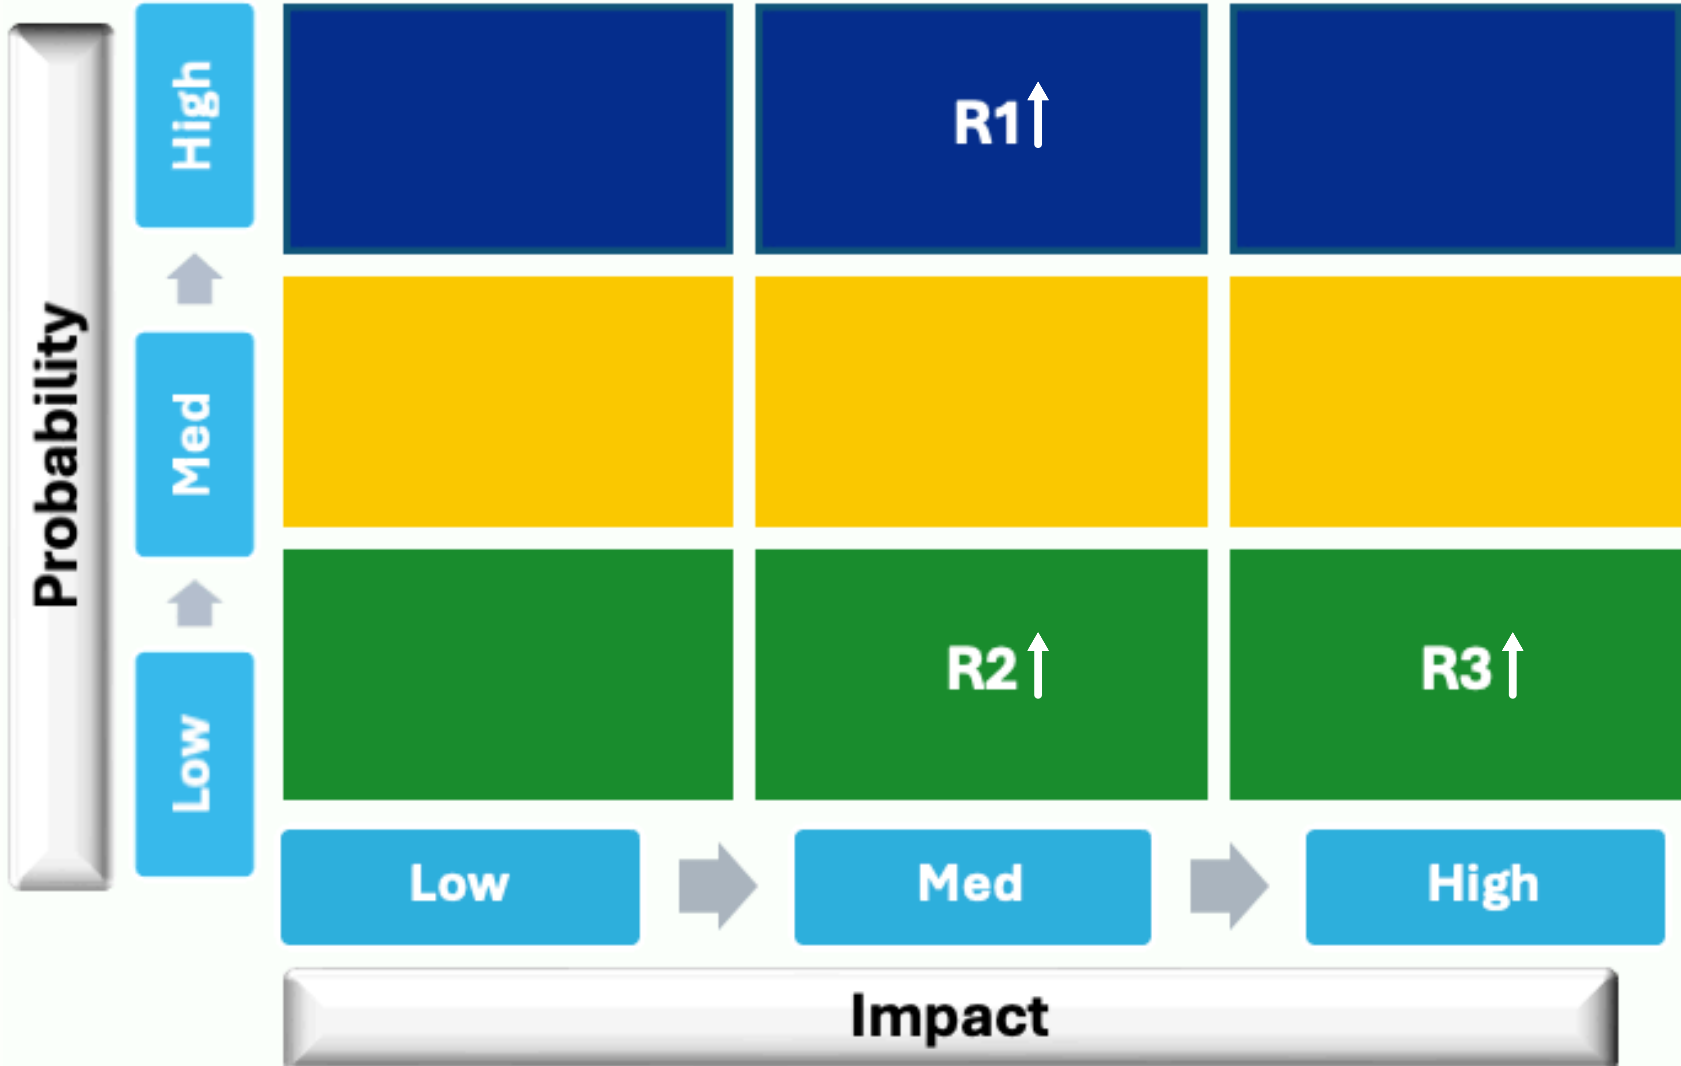 Probability
High
Med
Low
R1↑
R2↑
R3↑
Low
Med
High
Impact